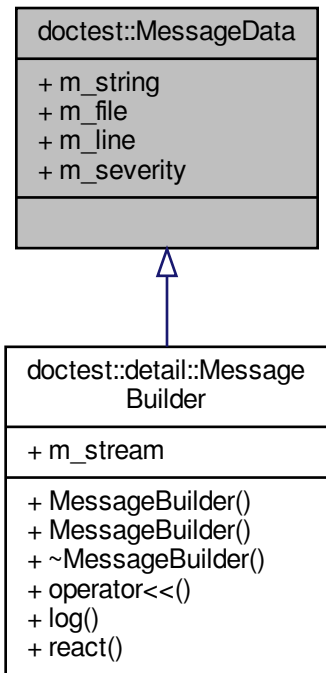 doctest::MessageData
+ m_string
+ m_file
+ m_line
+ m_severity
doctest::detail::Message
Builder
+ m_stream
+ MessageBuilder()
+ MessageBuilder()
+ ~MessageBuilder()
+ operator<<()
+ log()
+ react()